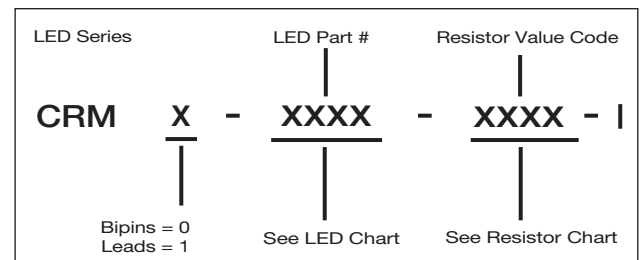 LED Series LED Part # Resistor Value Code
CRM X - XXXX - XXXX - I
Bipins = 0
Leads = 1
See LED Chart See Resistor Chart